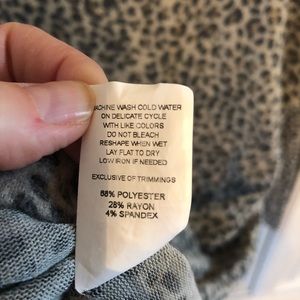 MACHINE WASH COLD WATER
ON DELICATE CYCLE
WITH LIKE COLORS
DO NOT BLEACH
RESHAPE WHEN WET
LAY FLAT TO DRY
LOW IRON IF NEEDED
EXCLUSIVE OF TRIMMINGS
68% POLYESTER
28% RAYON
4% SPANDEX